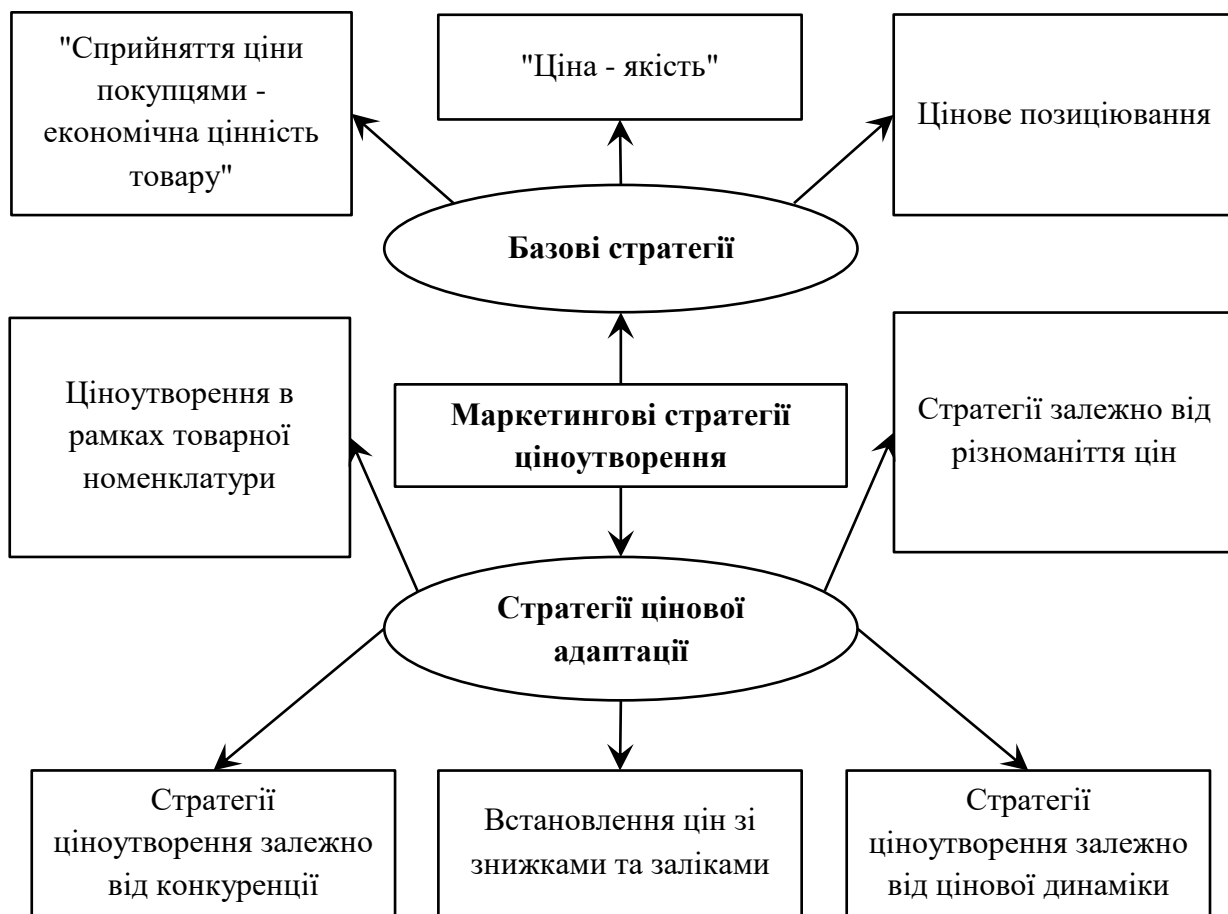 "Сприйняття ціни
покупцями -
економічна цінність
товару"
"Ціна - якість"
Цінове позиціювання
Базові стратегії
Ціноутворення в
рамках товарної
номенклатури
Маркетингові стратегії
ціноутворення
Стратегії залежно від
різноманіття цін
Стратегії цінової
адаптації
Стратегії
ціноутворення залежно
від конкуренції
Встановлення цін зі
знижками та заліками
Стратегії
ціноутворення залежно
від цінової динаміки